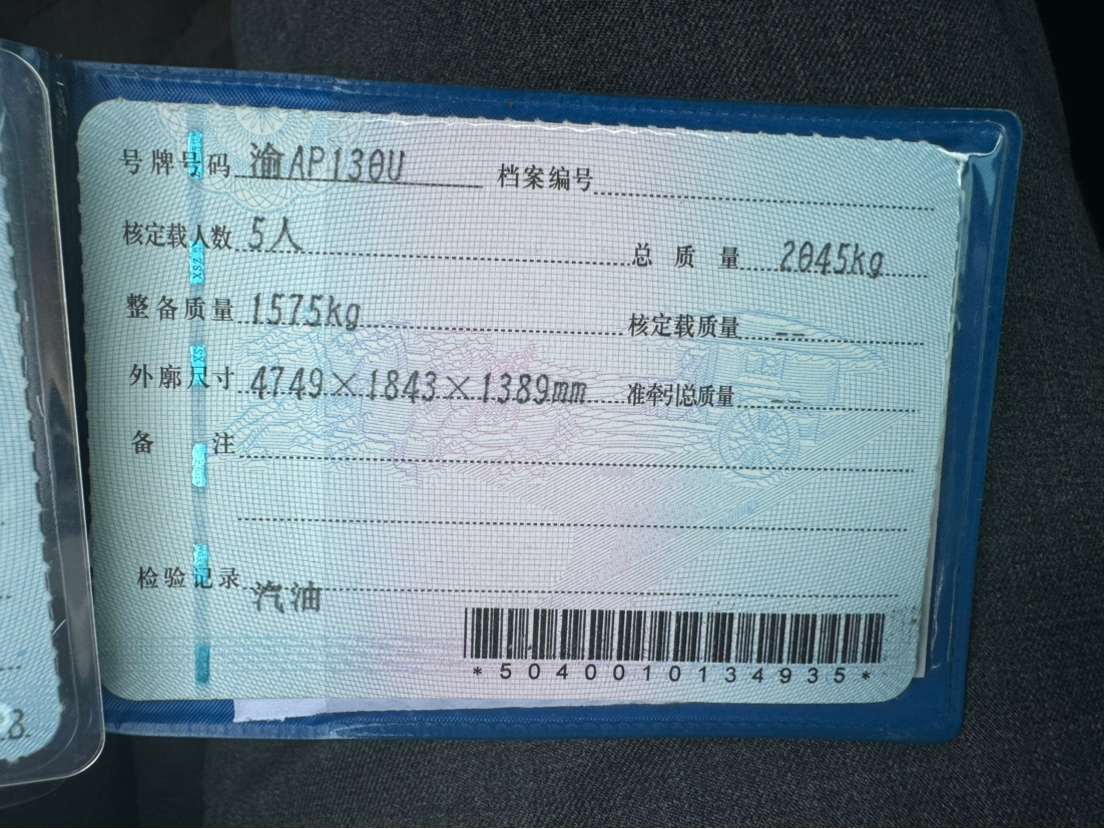 号牌号码 渝AP130U 档案编号
核定载人数 5人 总质量 2045kg
整备质量 1575kg 核定载质量 --
外廓尺寸 4749×1843×1389mm 准牵引总质量 --
备注
检验记录 汽油
*5040010134935*